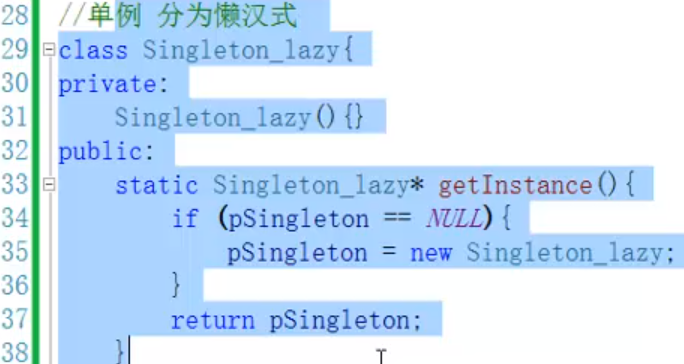 28 //单例 分为懒汉式
29 class Singleton_lazy{
30 private:
31     Singleton_lazy(){}
32 public:
33     static Singleton_lazy* getInstance(){
34         if (pSingleton == NULL){
35             pSingleton = new Singleton_lazy;
36         }
37         return pSingleton;
38     }